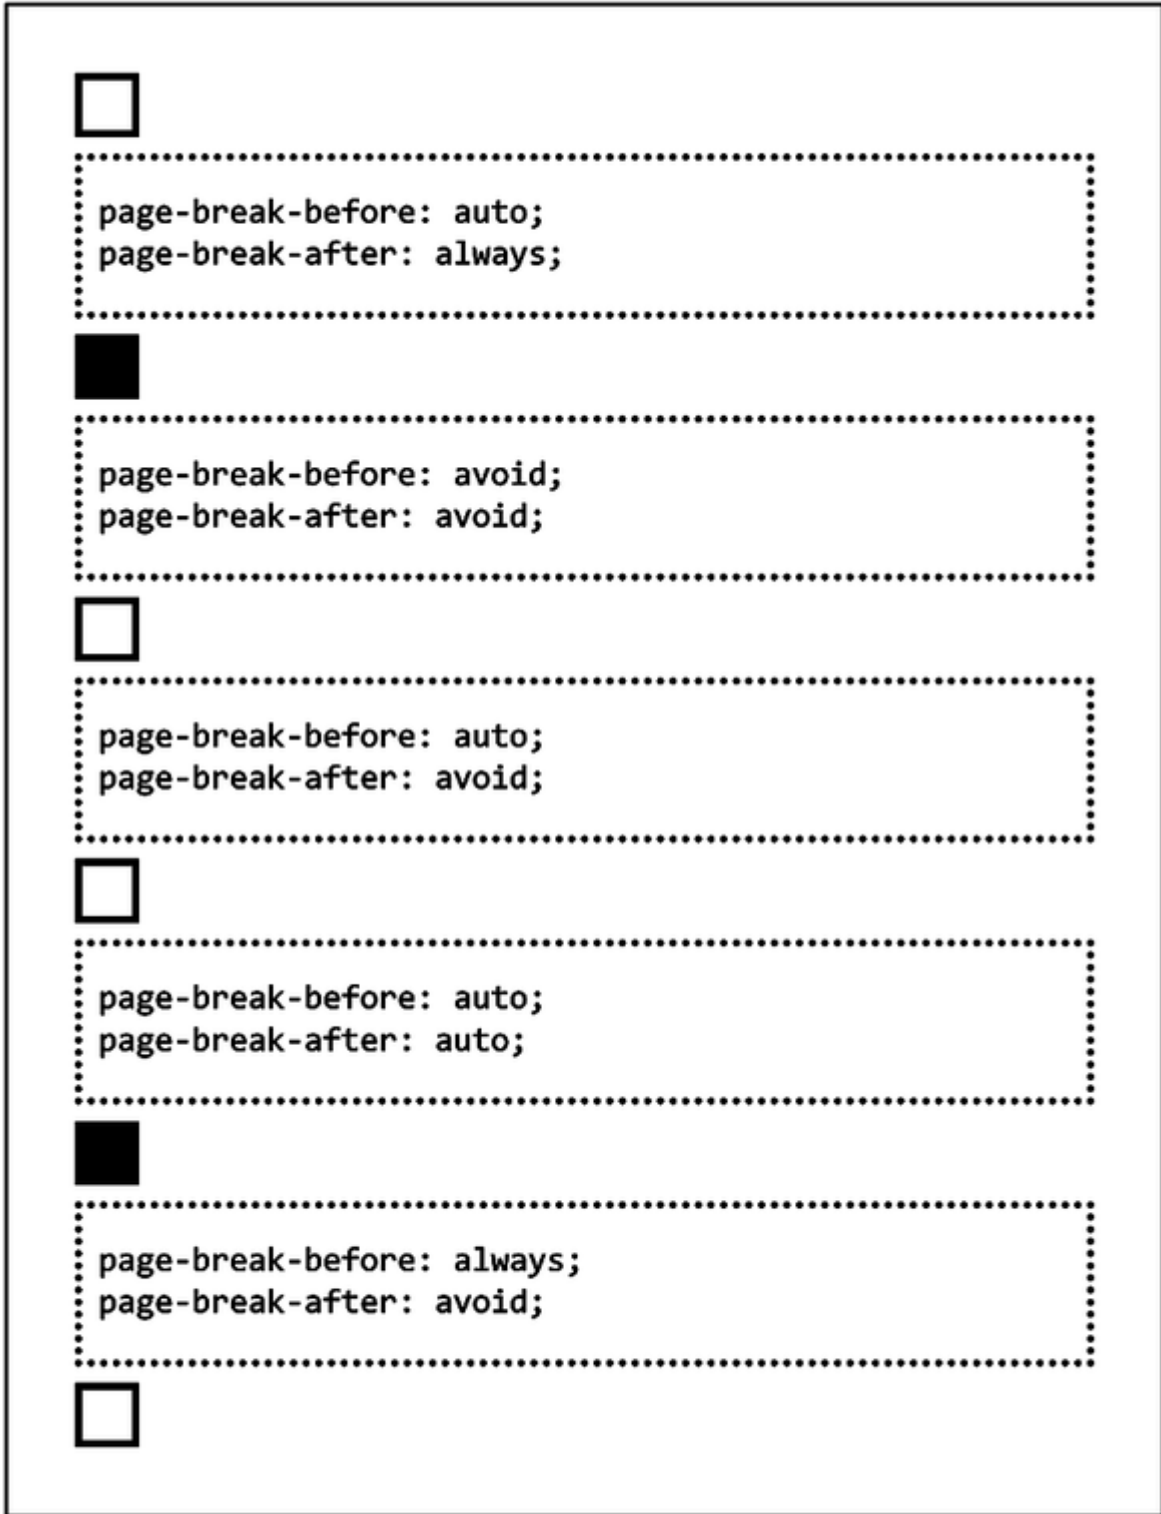 page-break-before: auto;
page-break-after: always;
page-break-before: avoid;
page-break-after: avoid;
page-break-before: auto;
page-break-after: avoid;
page-break-before: auto;
page-break-after: auto;
page-break-before: always;
page-break-after: avoid;